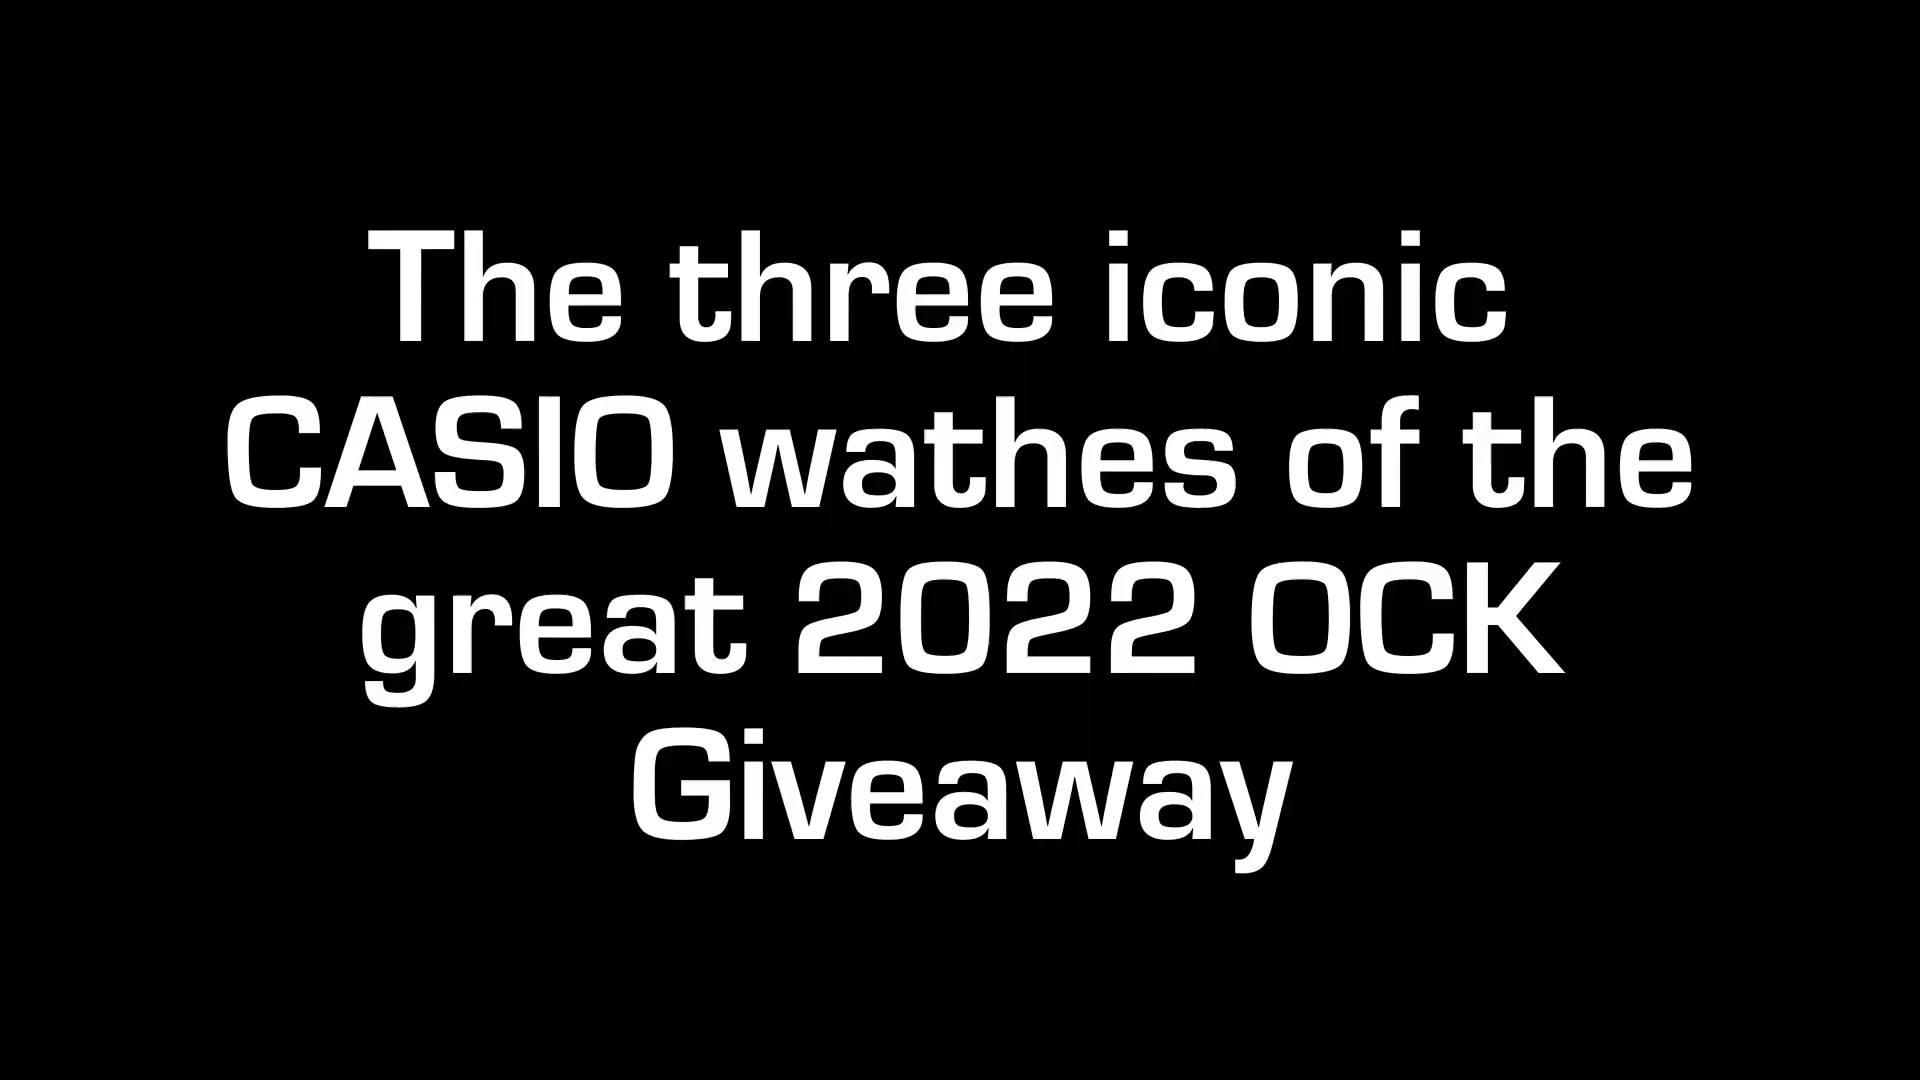 The three iconic
CASIO wathes of the
great 2022 OCK
Giveaway